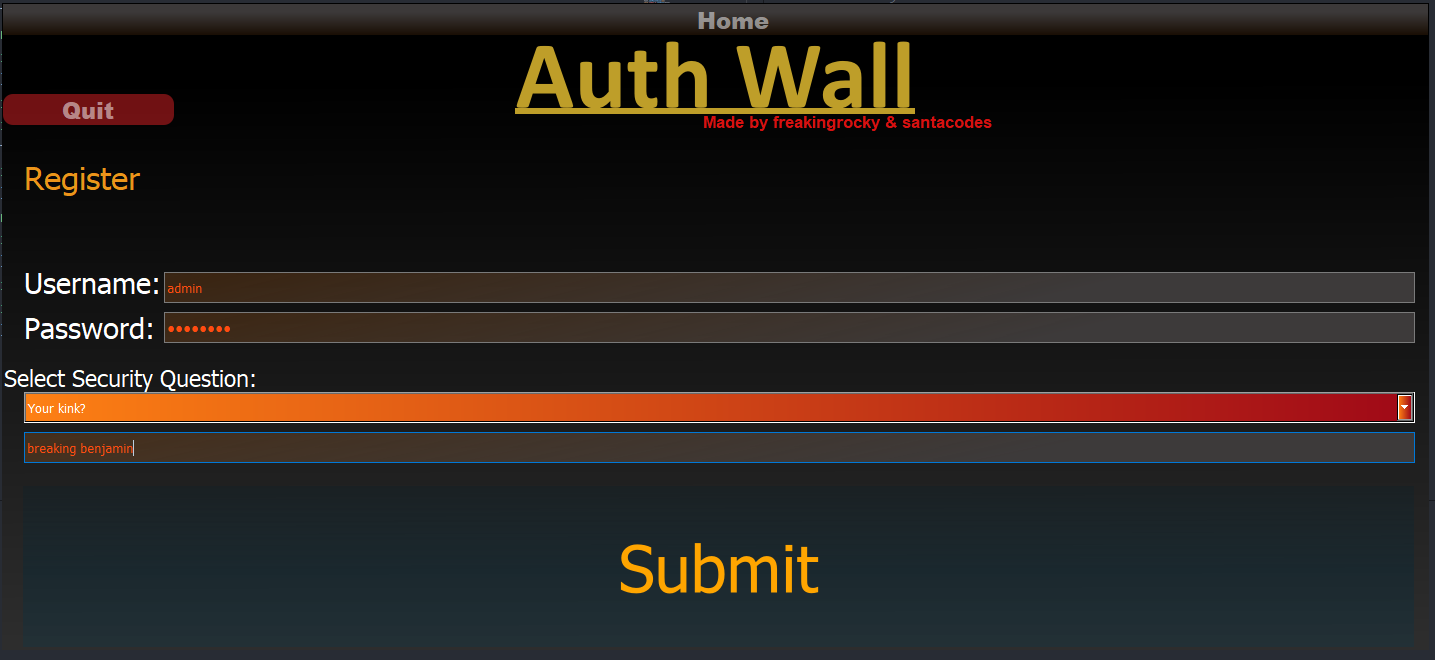 Home
Auth Wall
Made by freakingrocky & santacodes
Quit
Register
Username: admin
Password: ••••••••
Select Security Question:
Your kink?
breaking benjamin
Submit